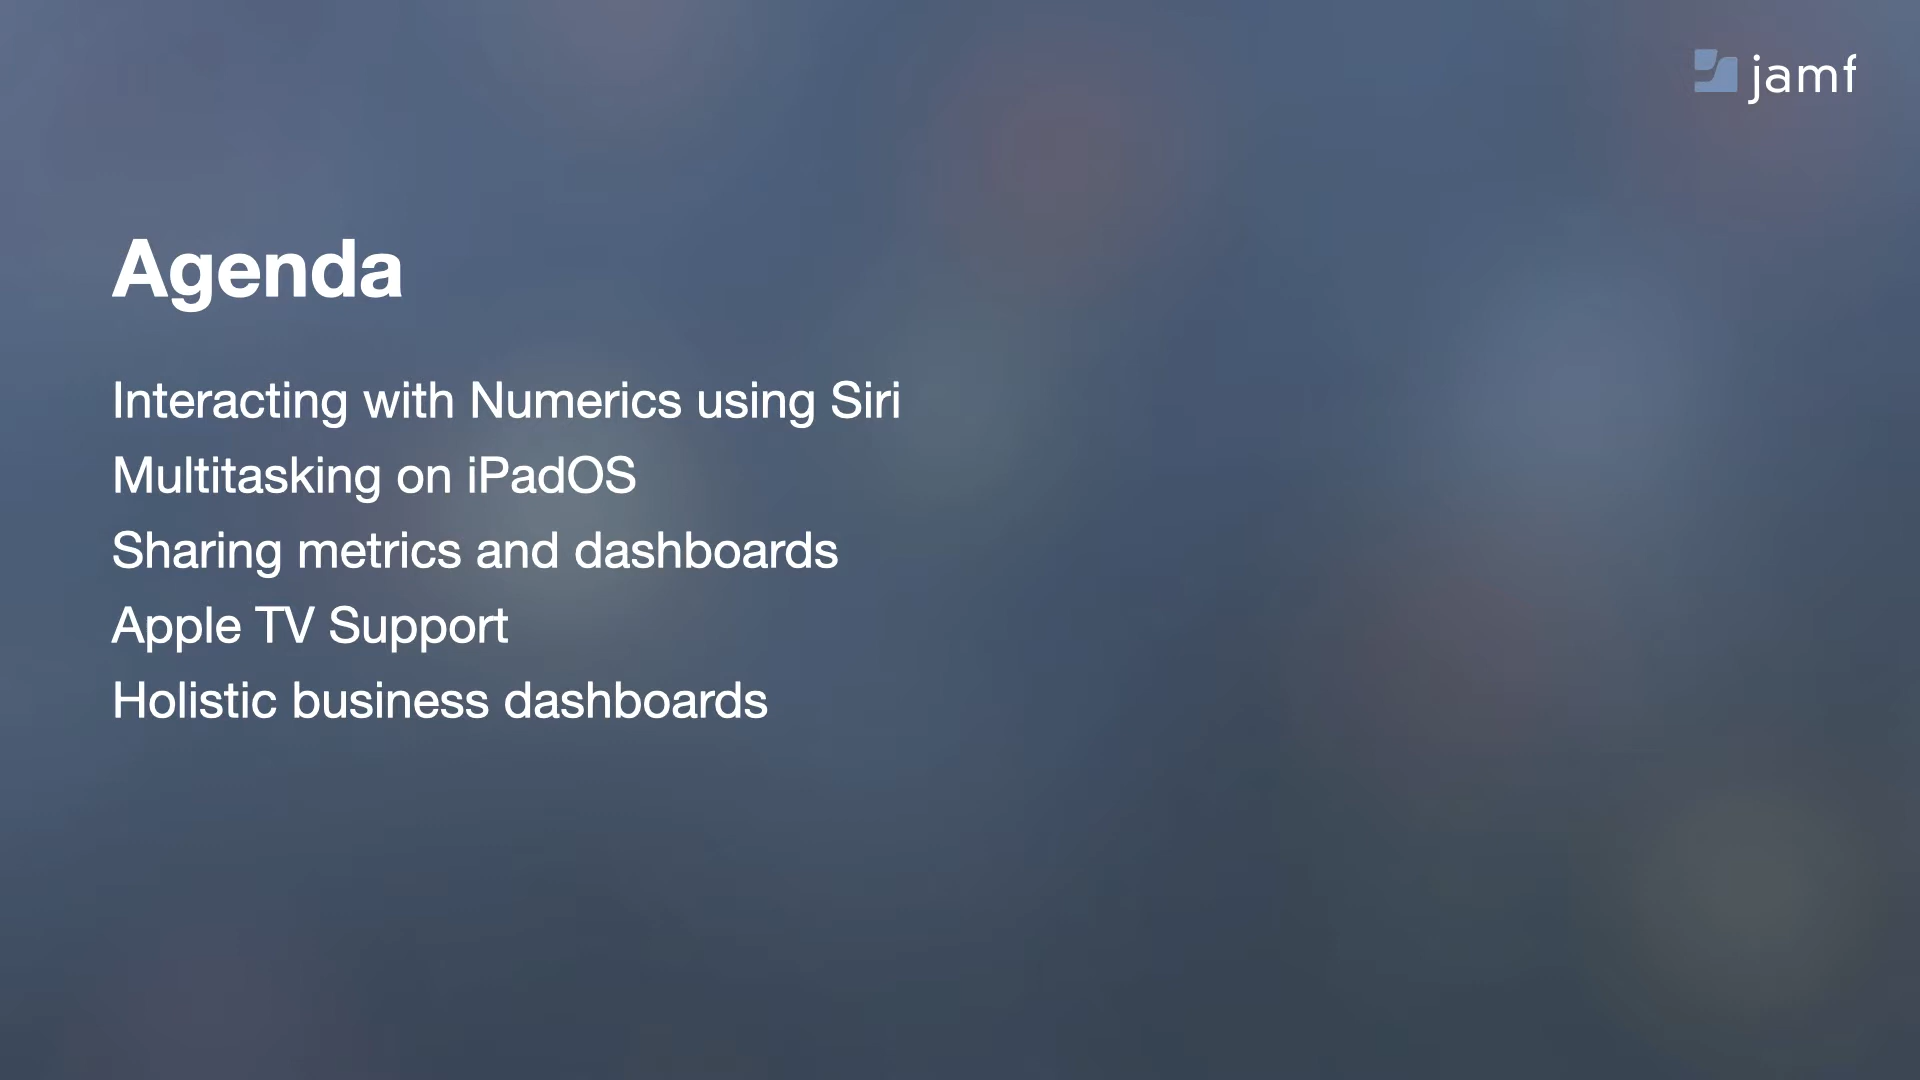 jamf
Agenda
Interacting with Numerics using Siri
Multitasking on iPadOS
Sharing metrics and dashboards
Apple TV Support
Holistic business dashboards